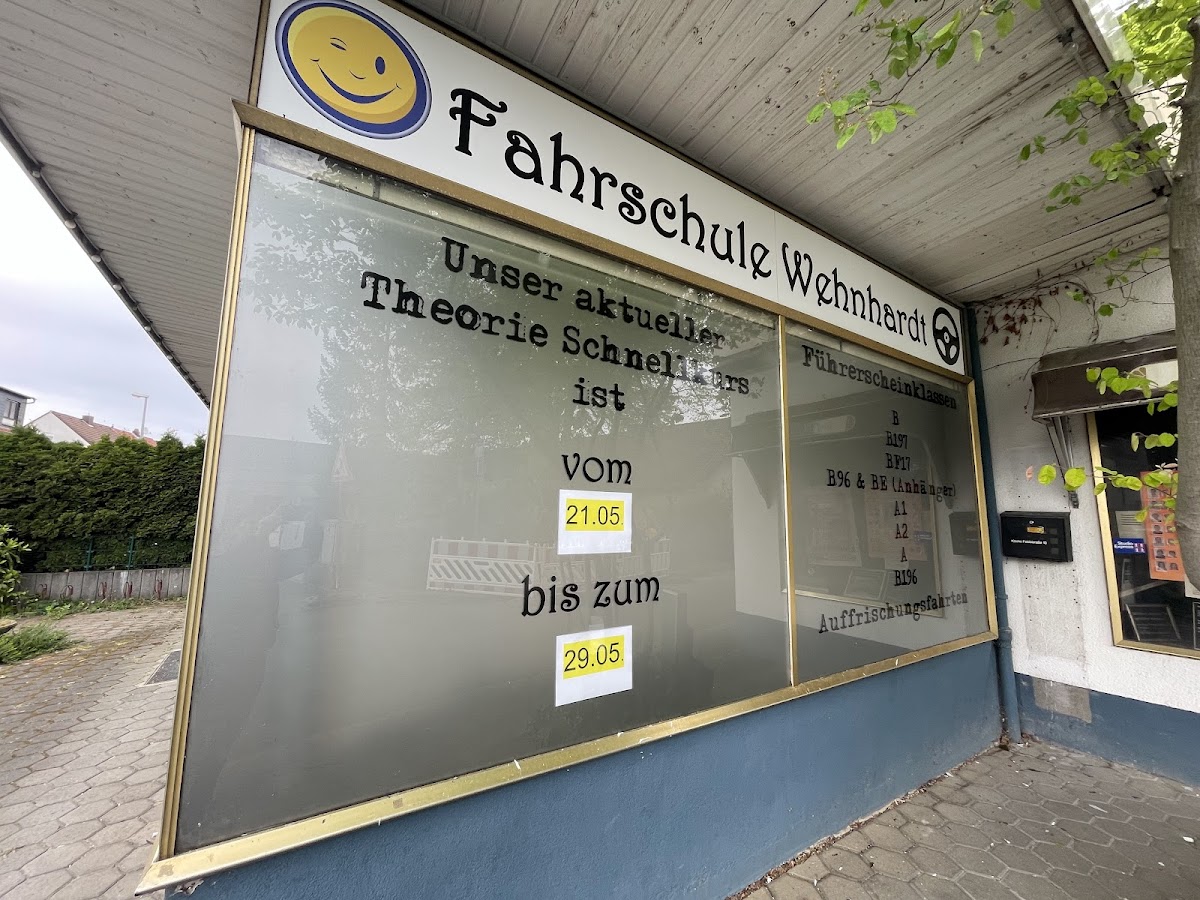 Fahrschule Wehnhardt
Unser aktueller
Theorie Schnellkurs
ist
vom
21.05.
bis zum
29.05.
Führerscheinklassen
B
B197
BF17
B96 & BE (Anhänger)
A1
A2
A
B196
Auffrischungsfahrten